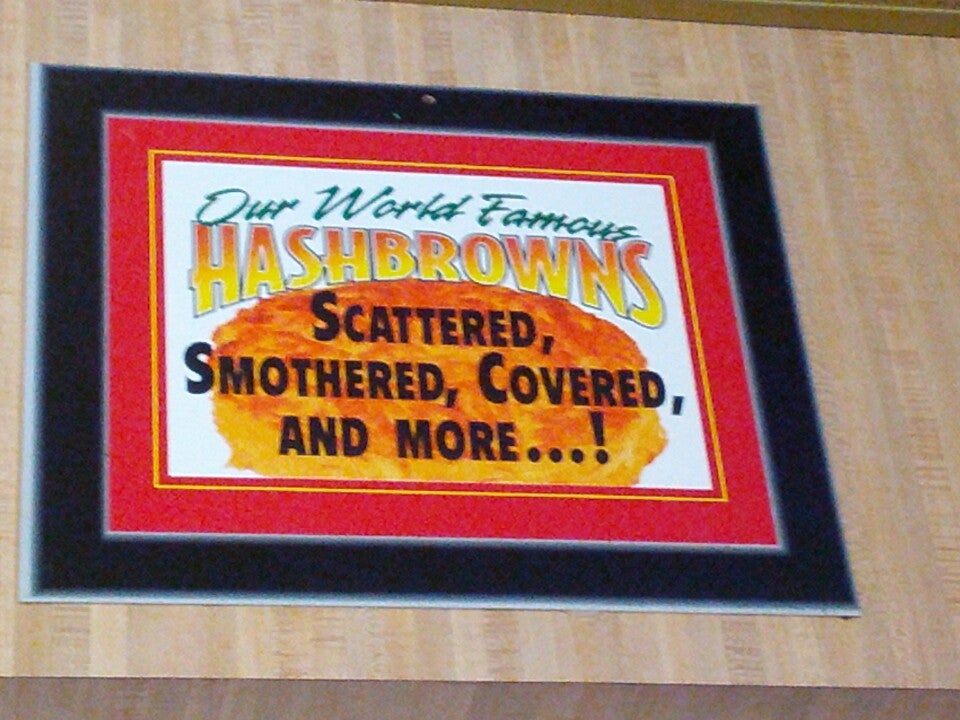 Our World Famous
HASHBROWNS
SCATTERED,
SMOTHERED, COVERED,
AND MORE...!